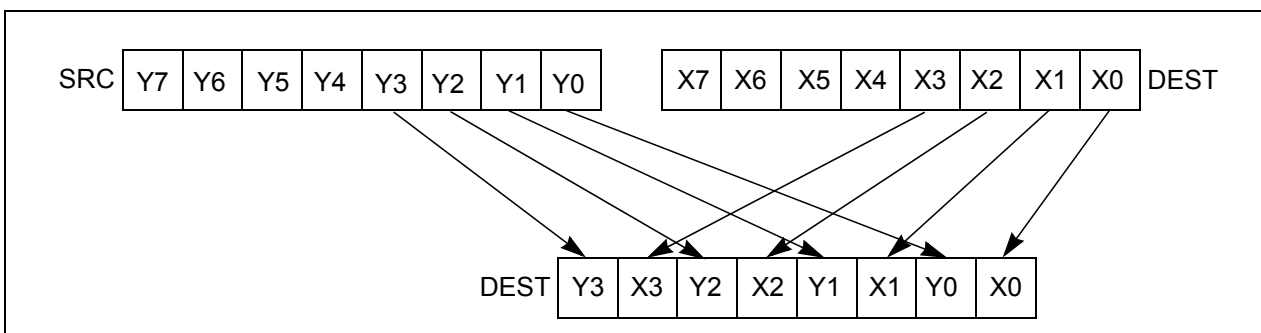 SRC Y7 Y6 Y5 Y4 Y3 Y2 Y1 Y0 X7 X6 X5 X4 X3 X2 X1 X0 DEST
DEST Y3 X3 Y2 X2 Y1 X1 Y0 X0